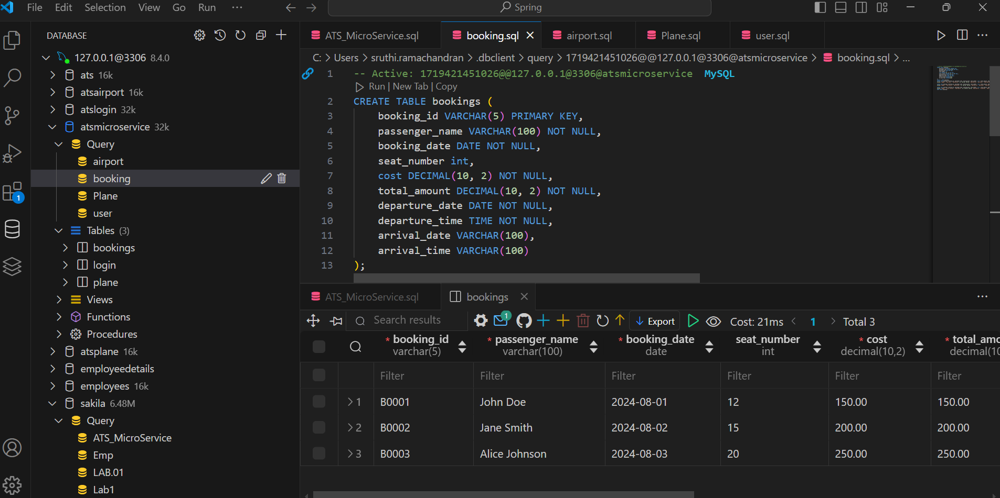 File Edit Selection View Go Run ···
Spring
DATABASE
127.0.0.1@3306 8.4.0
ats 16k
atsairport 16k
atslogin 32k
atsmicroservice 32k
Query
airport
booking
Plane
user
Tables (3)
bookings
login
plane
Views
Functions
Procedures
atsplane 16k
employeedetails
employees 16k
sakila 6.48M
Query
ATS_MicroService
Emp
LAB.01
Lab1
1
ATS_MicroService.sql booking.sql airport.sql Plane.sql user.sql
C: > Users > sruthi.ramachandran > .dbclient > query > 1719421451026@@127.0.0.1@3306@atsmicroservice > booking.sql > ...
1 -- Active: 1719421451026@@127.0.0.1@3306@atsmicroservice MySQL
Run | New Tab | Copy
2 CREATE TABLE bookings (
3 booking_id VARCHAR(5) PRIMARY KEY,
4 passenger_name VARCHAR(100) NOT NULL,
5 booking_date DATE NOT NULL,
6 seat_number int,
7 cost DECIMAL(10, 2) NOT NULL,
8 total_amount DECIMAL(10, 2) NOT NULL,
9 departure_date DATE NOT NULL,
10 departure_time TIME NOT NULL,
11 arrival_date VARCHAR(100),
12 arrival_time VARCHAR(100)
13 );
ATS_MicroService.sql bookings
Search results 1 Export Cost: 21ms < 1 > Total 3
* booking_id * passenger_name * booking_date seat_number * cost * total_amo
varchar(5) varchar(100) date int decimal(10,2) decimal(10
Filter Filter Filter Filter Filter Filter
> 1 B0001 John Doe 2024-08-01 12 150.00 150.00
> 2 B0002 Jane Smith 2024-08-02 15 200.00 200.00
> 3 B0003 Alice Johnson 2024-08-03 20 250.00 250.00